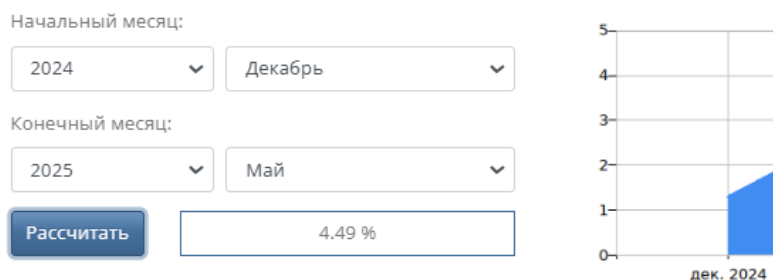 Начальный месяц:
2024
Декабрь
Конечный месяц:
2025
Май
Рассчитать
4.49 %
5
4
3
2
1
0
дек. 2024